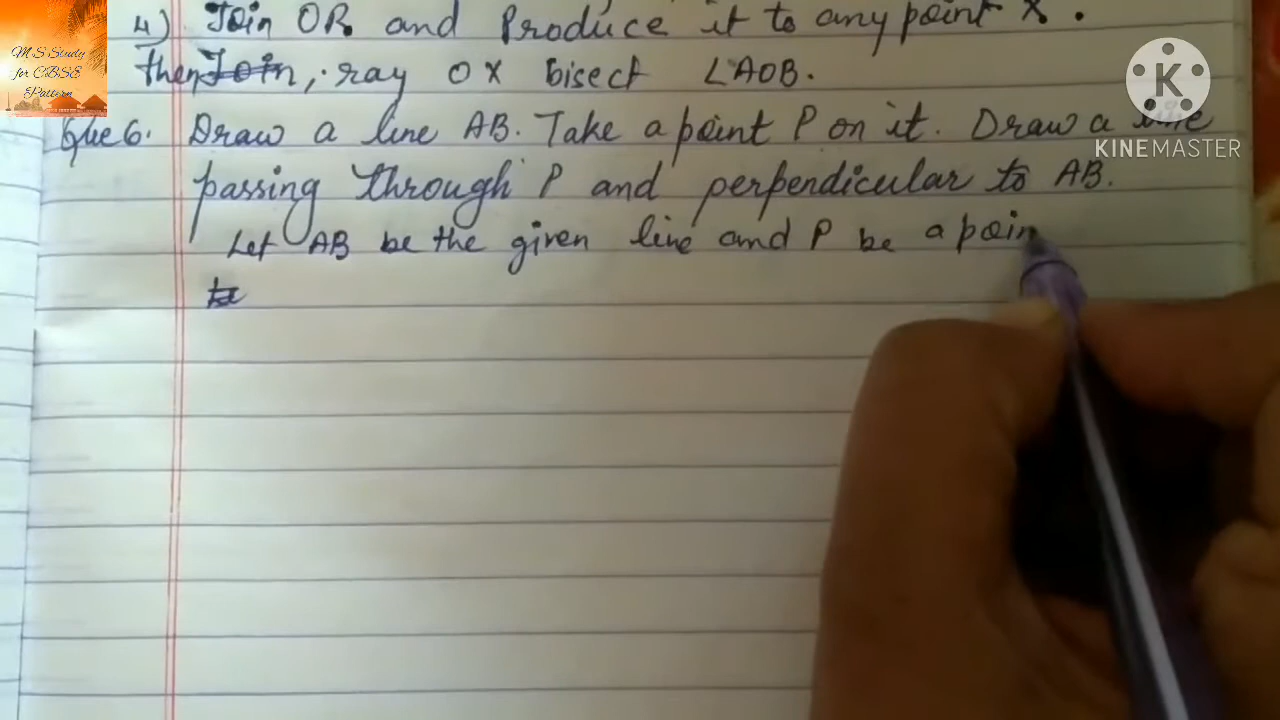 M.S Study
for CBSE
Pattern
4) Join OR and Produce it to any point X.
then, ray OX bisect ∠AOB.
Que 6. Draw a line AB. Take a point P on it. Draw a line
passing through P and perpendicular to AB.
Let AB be the given line and P be a poin
K
KINEMASTER